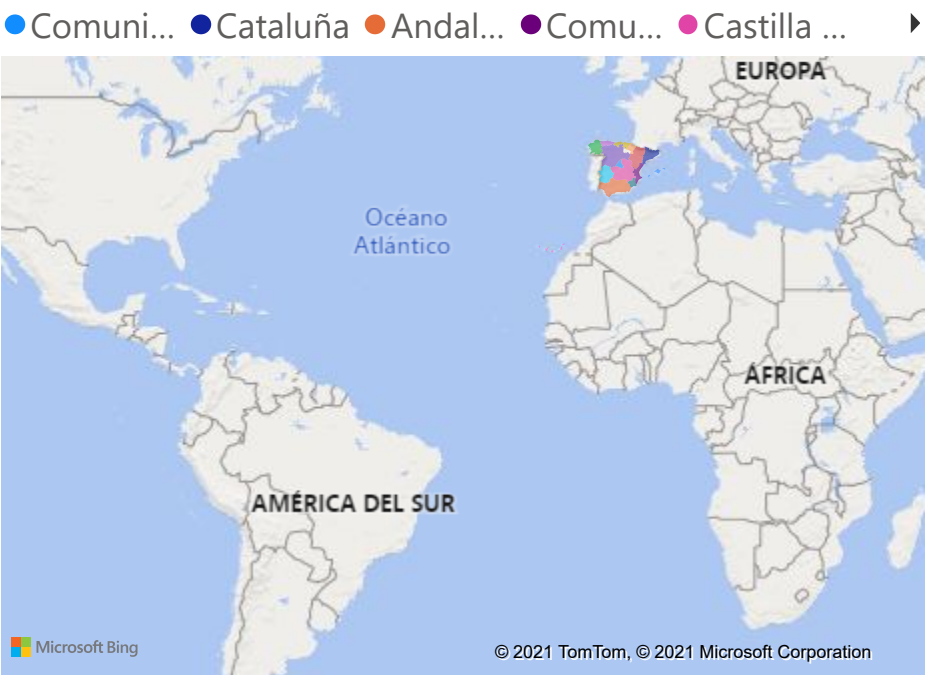 Comuni... Cataluña Andal... Comu... Castilla ...
EUROPA
Océano
Atlántico
ÁFRICA
AMÉRICA DEL SUR
Microsoft Bing
© 2021 TomTom, © 2021 Microsoft Corporation